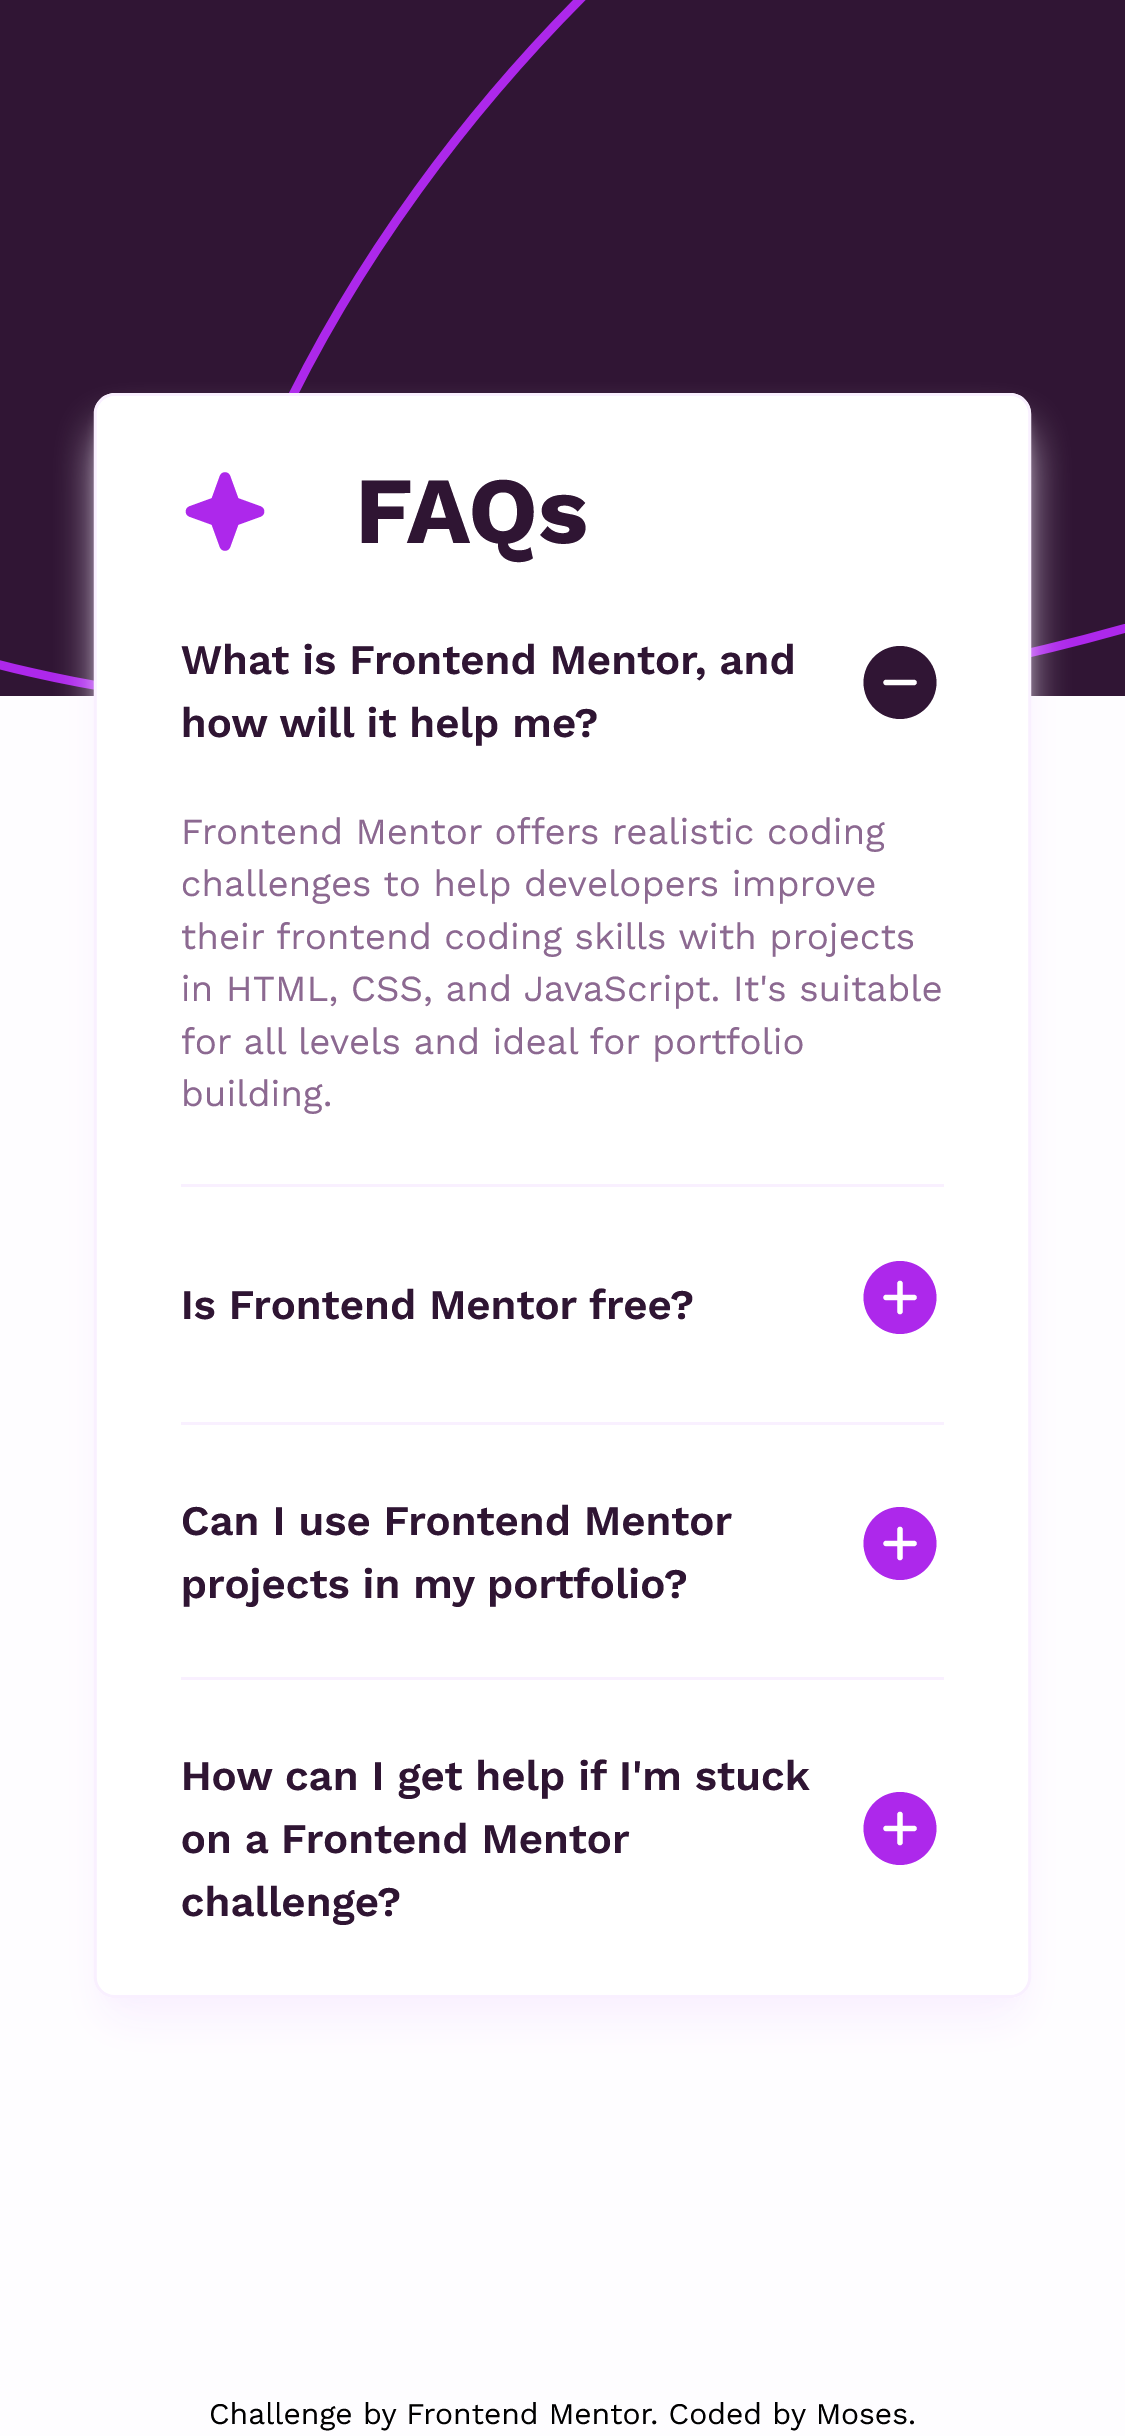 FAQs
What is Frontend Mentor, and
how will it help me?
Frontend Mentor offers realistic coding
challenges to help developers improve
their frontend coding skills with projects
in HTML, CSS, and JavaScript. It's suitable
for all levels and ideal for portfolio
building.
Is Frontend Mentor free?
Can I use Frontend Mentor
projects in my portfolio?
How can I get help if I'm stuck
on a Frontend Mentor
challenge?
Challenge by Frontend Mentor. Coded by Moses.